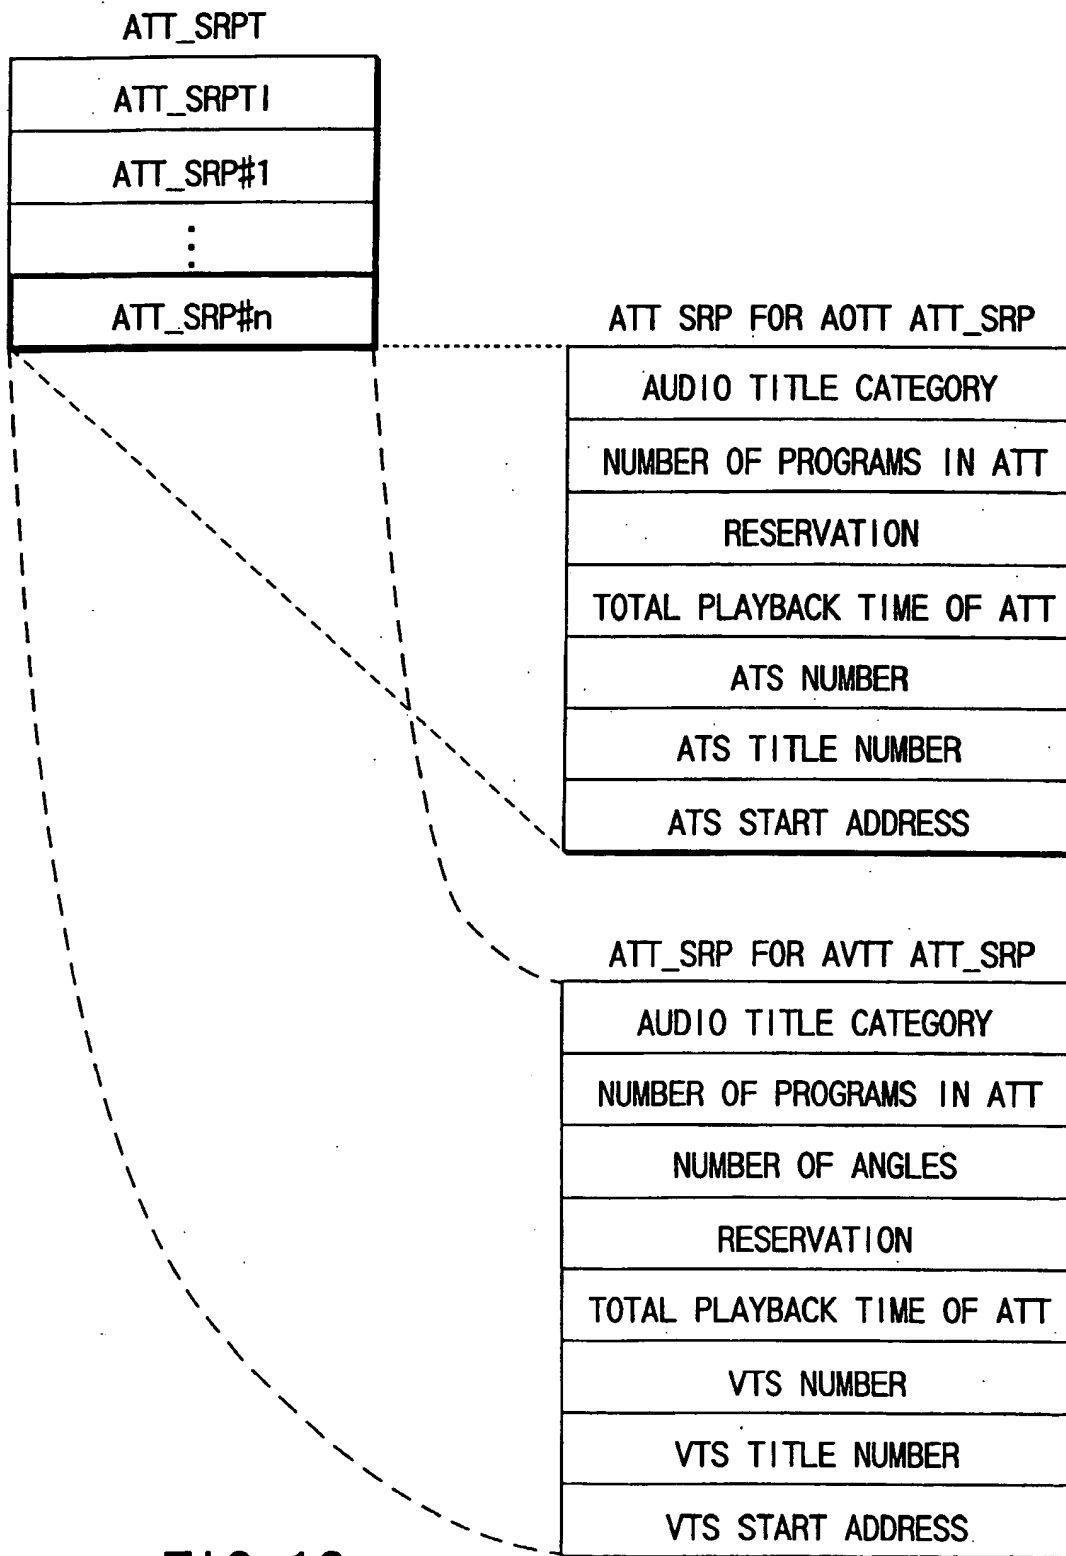 ATT_SRPT
ATT_SRPTI
ATT_SRP#1
ATT_SRP#n
ATT SRP FOR AOTT ATT_SRP
AUDIO TITLE CATEGORY
NUMBER OF PROGRAMS IN ATT
RESERVATION
TOTAL PLAYBACK TIME OF ATT
ATS NUMBER
ATS TITLE NUMBER
ATS START ADDRESS
ATT_SRP FOR AVTT ATT_SRP
AUDIO TITLE CATEGORY
NUMBER OF PROGRAMS IN ATT
NUMBER OF ANGLES
RESERVATION
TOTAL PLAYBACK TIME OF ATT
VTS NUMBER
VTS TITLE NUMBER
VTS START ADDRESS